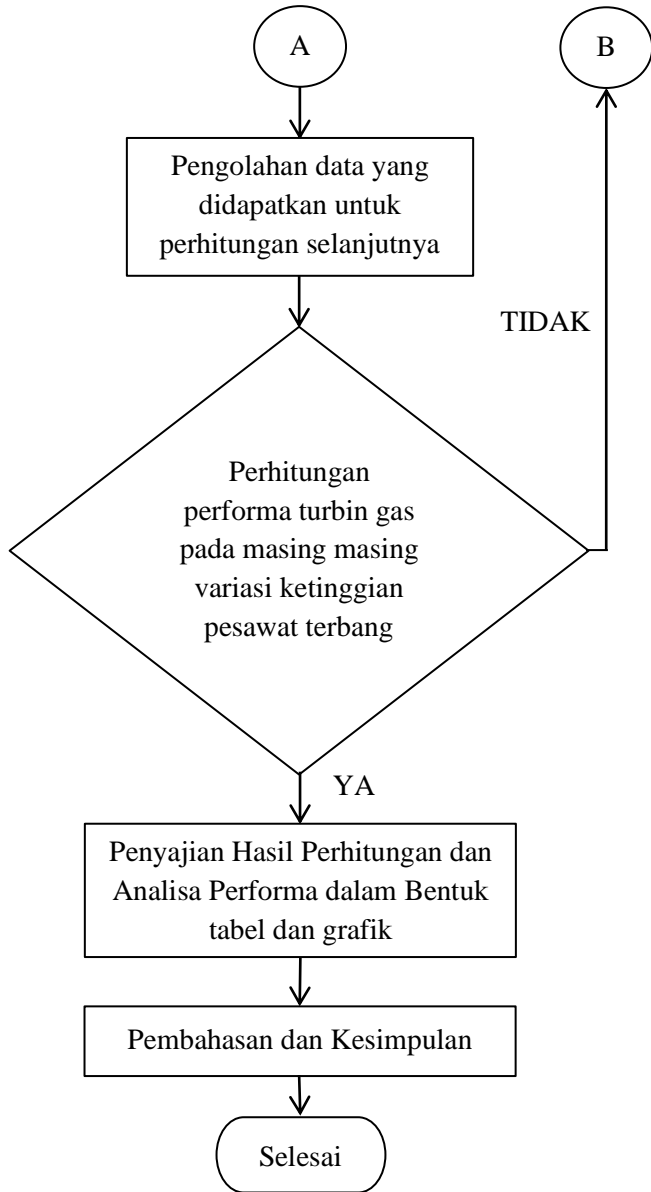 A
B
Pengolahan data yang
didapatkan untuk
perhitungan selanjutnya
TIDAK
Perhitungan
performa turbin gas
pada masing masing
variasi ketinggian
pesawat terbang
YA
Penyajian Hasil Perhitungan dan
Analisa Performa dalam Bentuk
tabel dan grafik
Pembahasan dan Kesimpulan
Selesai